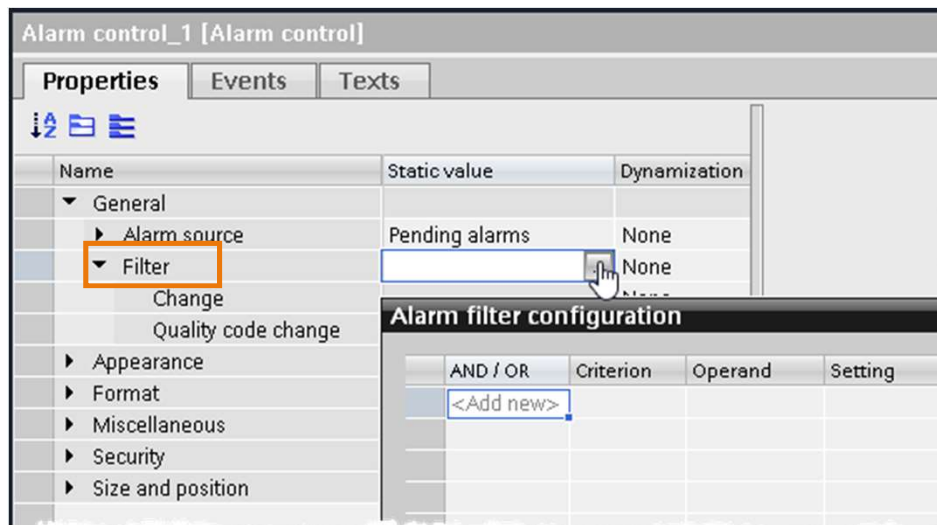 Alarm control_1 [Alarm control]
Properties Events Texts
Name Static value Dynamization
General
Alarm source Pending alarms None
Filter None
Change
Quality code change
Appearance
Format
Miscellaneous
Security
Size and position
Alarm filter configuration
AND / OR Criterion Operand Setting
<Add new>